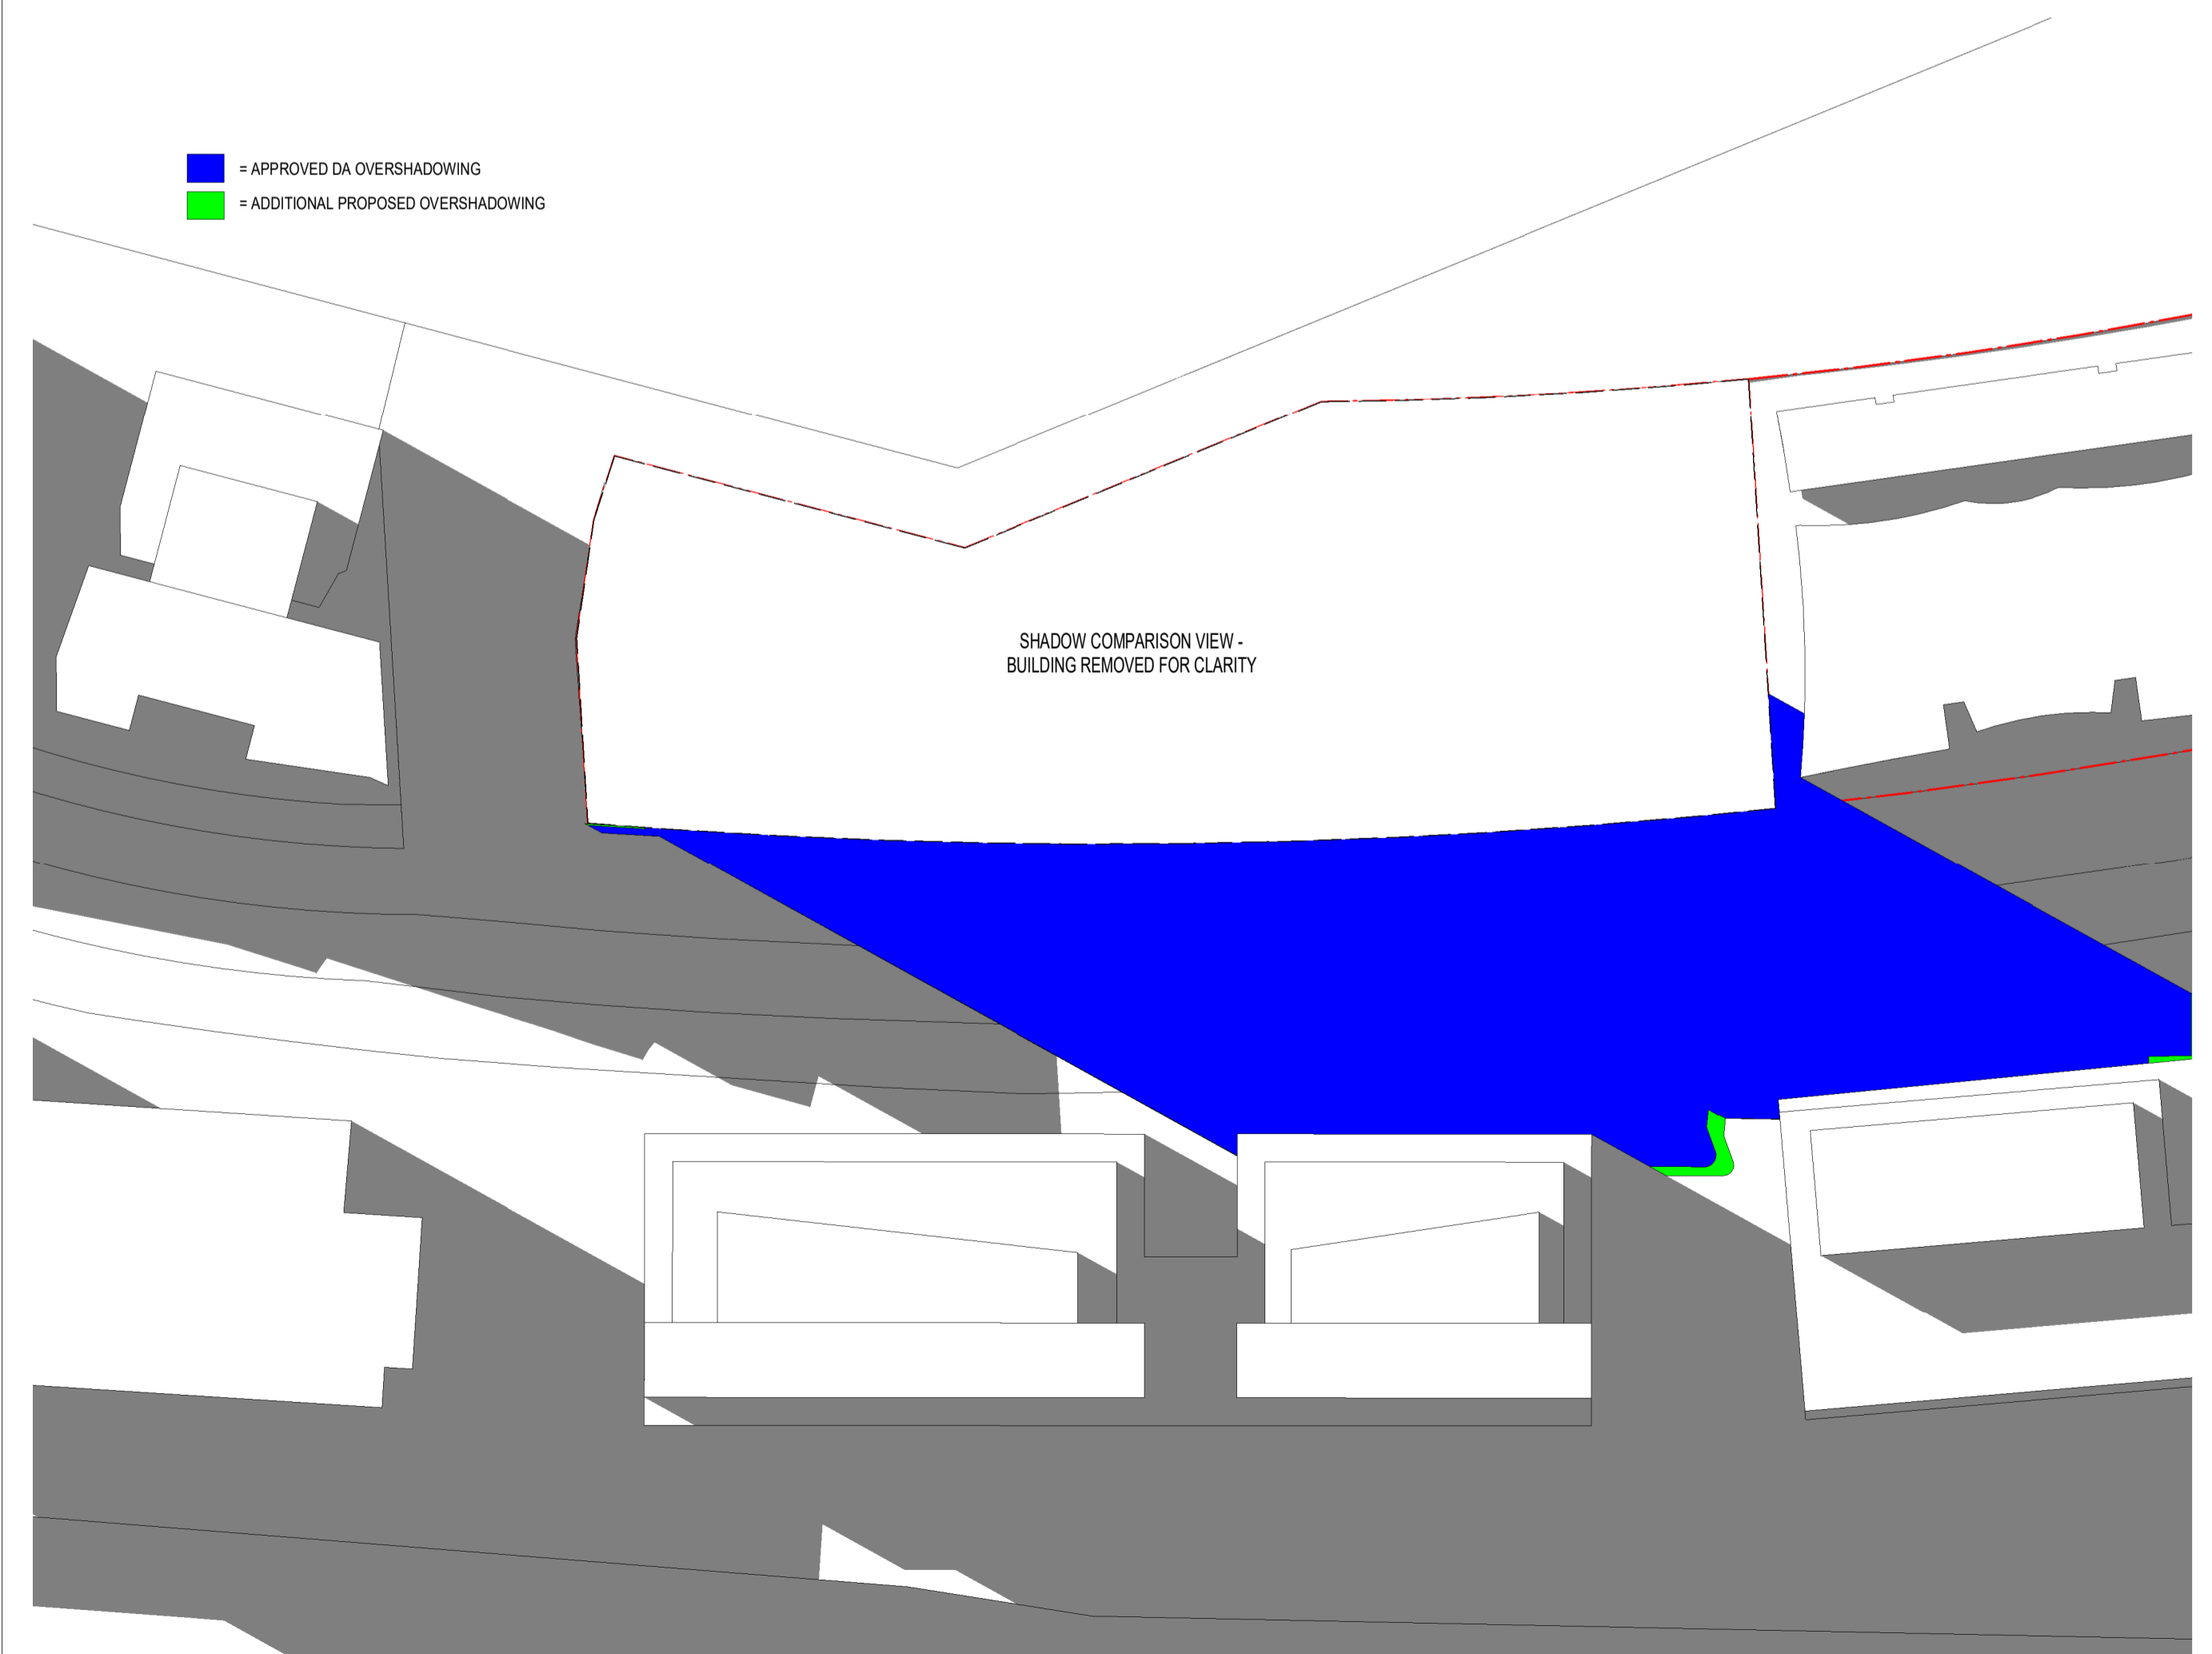 = APPROVED DA OVERSHADOWING
= ADDITIONAL PROPOSED OVERSHADOWING
SHADOW COMPARISON VIEW -
BUILDING REMOVED FOR CLARITY